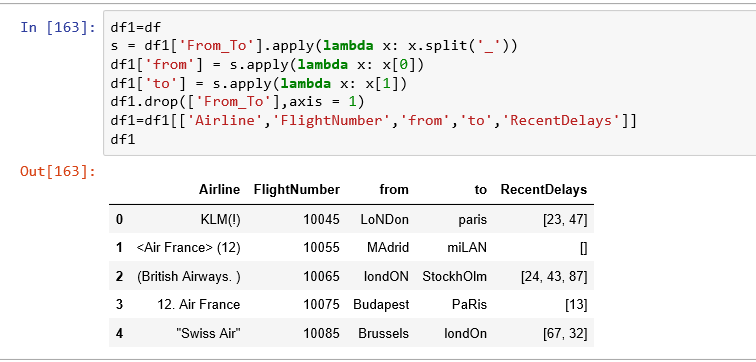 In [163]: df1=df
s = df1['From_To'].apply(lambda x: x.split('_'))
df1['from'] = s.apply(lambda x: x[0])
df1['to'] = s.apply(lambda x: x[1])
df1.drop(['From_To'],axis = 1)
df1=df1[['Airline','FlightNumber','from','to','RecentDelays']]
df1
Out[163]:
Airline FlightNumber from to RecentDelays
0 KLM(!) 10045 LoNDon paris [23, 47]
1 <Air France> (12) 10055 MAdrid miLAN []
2 (British Airways. ) 10065 londON StockhOlm [24, 43, 87]
3 12. Air France 10075 Budapest PaRis [13]
4 "Swiss Air" 10085 Brussels londOn [67, 32]